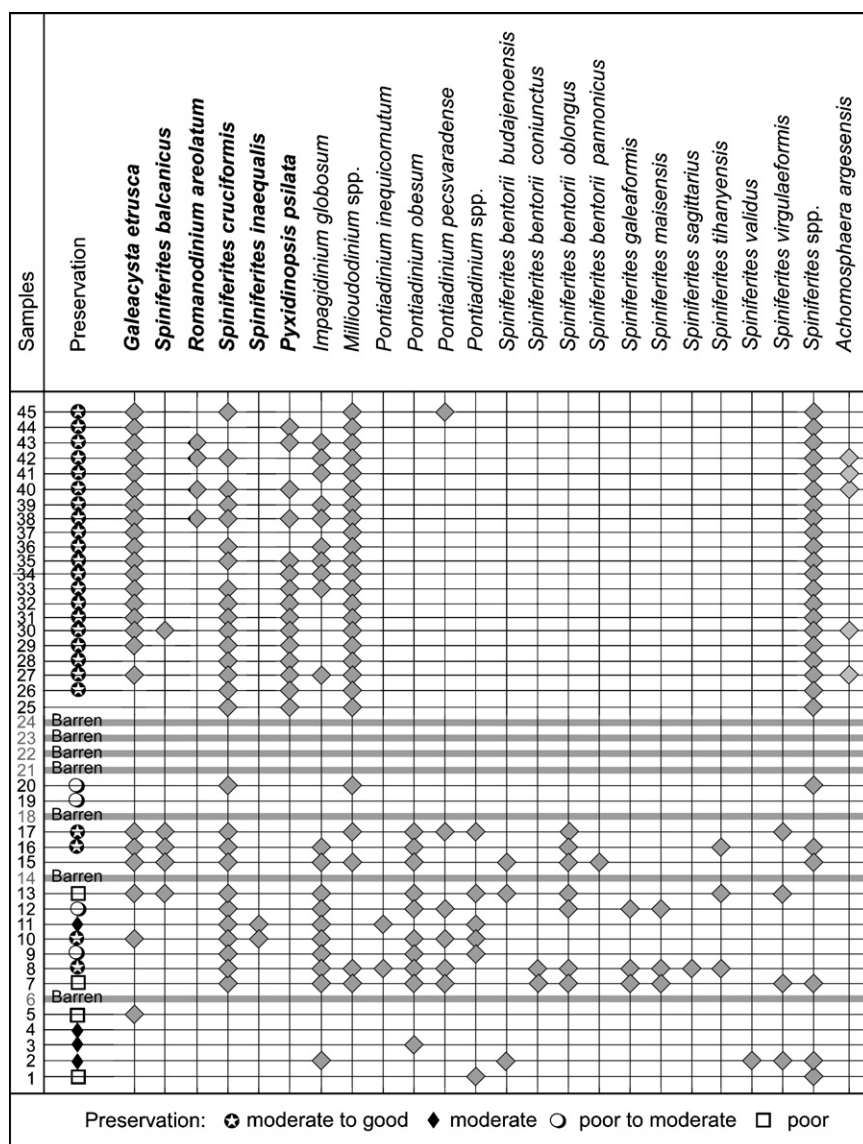 Samples
Preservation
Galeacysta etrusca
Spiniferites balcanicus
Romanodinium areolatum
Spiniferites cruciformis
Spiniferites inaequalis
Pyxidinopsis psilata
Impagidinium globosum
Millioudodinium spp.
Pontiadinium inequicornutum
Pontiadinium obesum
Pontiadinium pecsvaradense
Pontiadinium spp.
Spiniferites bentorii budajenoensis
Spiniferites bentorii coniunctus
Spiniferites bentorii oblongus
Spiniferites bentorii pannonicus
Spiniferites galeaformis
Spiniferites maisensis
Spiniferites sagittarius
Spiniferites tihanyensis
Spiniferites validus
Spiniferites virgulaeformis
Spiniferites spp.
Achomosphaera argesensis
45
44
43
42
41
40
39
38
37
36
35
34
33
32
31
30
29
28
27
26
25
24 Barren
23 Barren
22 Barren
21 Barren
20
19
18 Barren
17
16
15
14 Barren
13
12
11
10
9
8
7
6 Barren
5
4
3
2
1
Preservation: moderate to good moderate poor to moderate poor